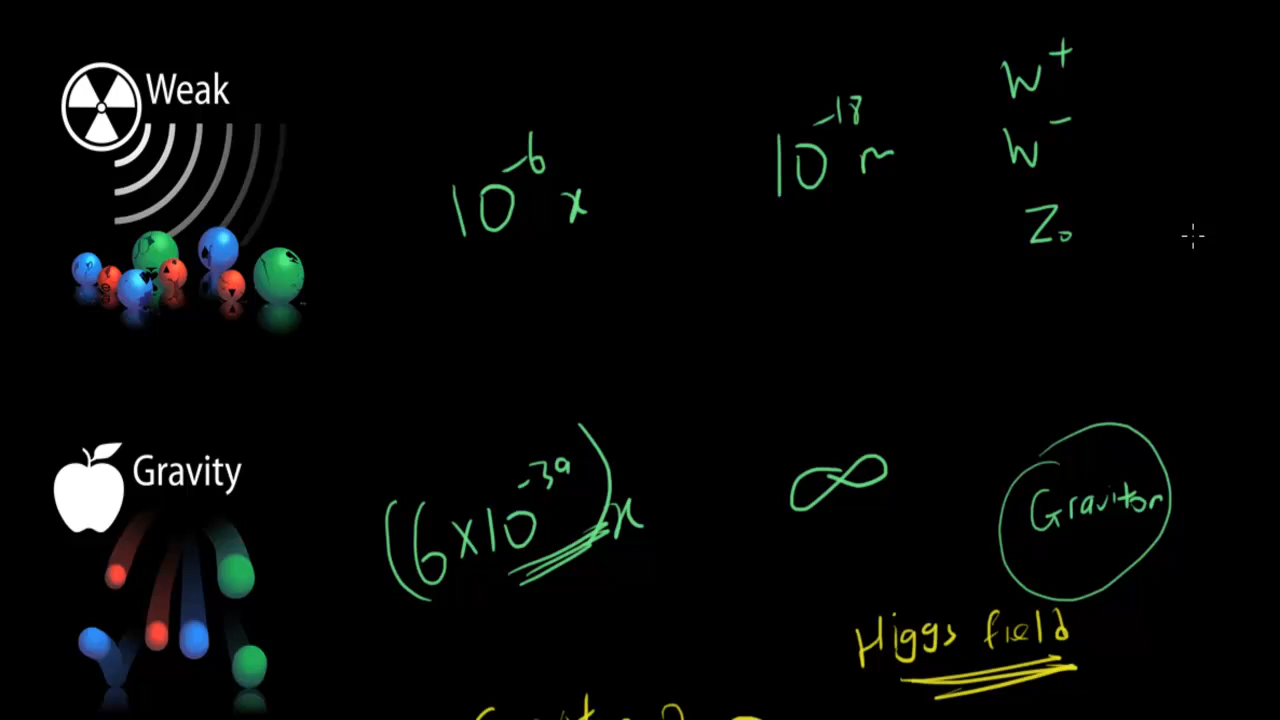 Weak
10⁻⁶ x
10⁻¹⁸ m
W⁺
W⁻
Z₀
Gravity
(6x10⁻³⁹) x
∞
Graviton
Higgs field